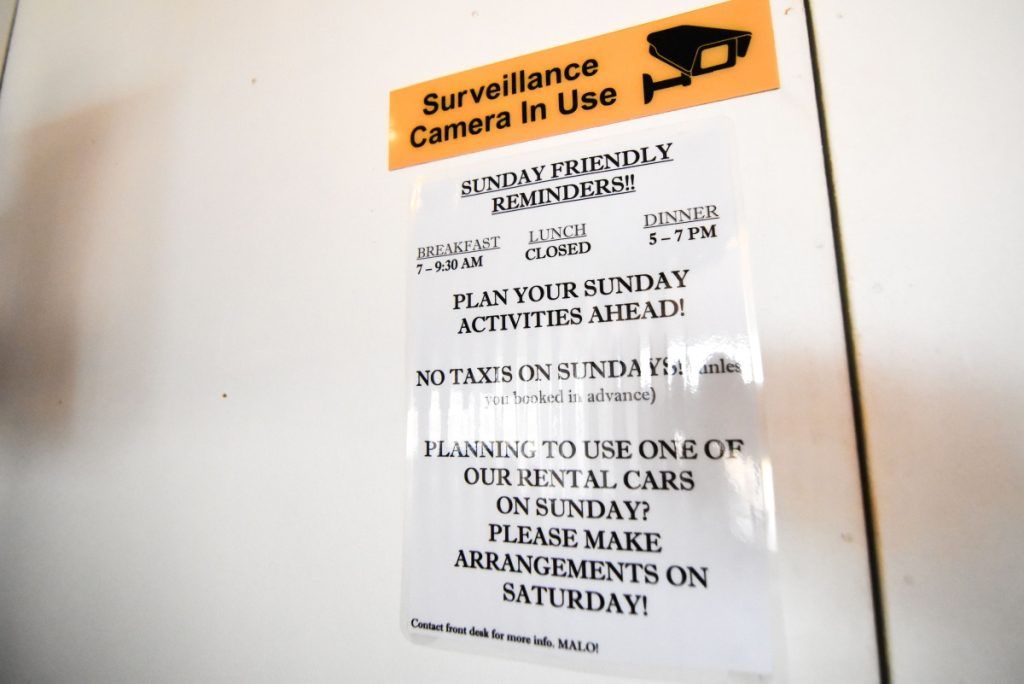 Surveillance
Camera In Use
SUNDAY FRIENDLY
REMINDERS!!
BREAKFAST LUNCH DINNER
7 – 9:30 AM CLOSED 5 – 7 PM
PLAN YOUR SUNDAY
ACTIVITIES AHEAD!
NO TAXIS ON SUNDAYS! (unles
you booked in advance)
PLANNING TO USE ONE OF
OUR RENTAL CARS
ON SUNDAY?
PLEASE MAKE
ARRANGEMENTS ON
SATURDAY!
Contact front desk for more info. MALO!